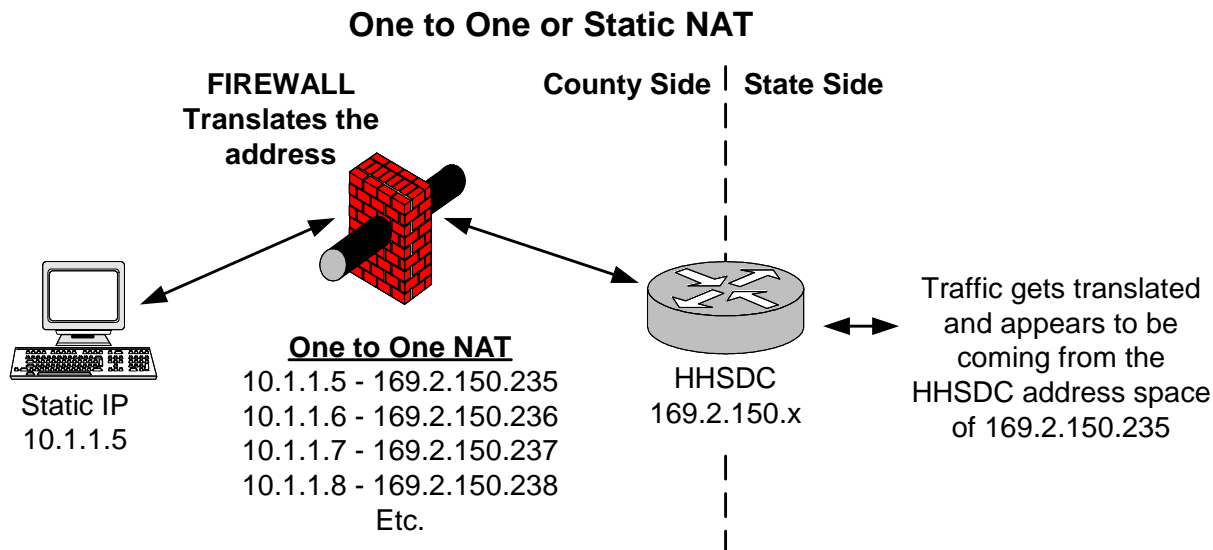 One to One or Static NAT
FIREWALL
Translates the
address
County Side
State Side
Static IP
10.1.1.5
One to One NAT
10.1.1.5 - 169.2.150.235
10.1.1.6 - 169.2.150.236
10.1.1.7 - 169.2.150.237
10.1.1.8 - 169.2.150.238
Etc.
HHSDC
169.2.150.x
Traffic gets translated
and appears to be
coming from the
HHSDC address space
of 169.2.150.235